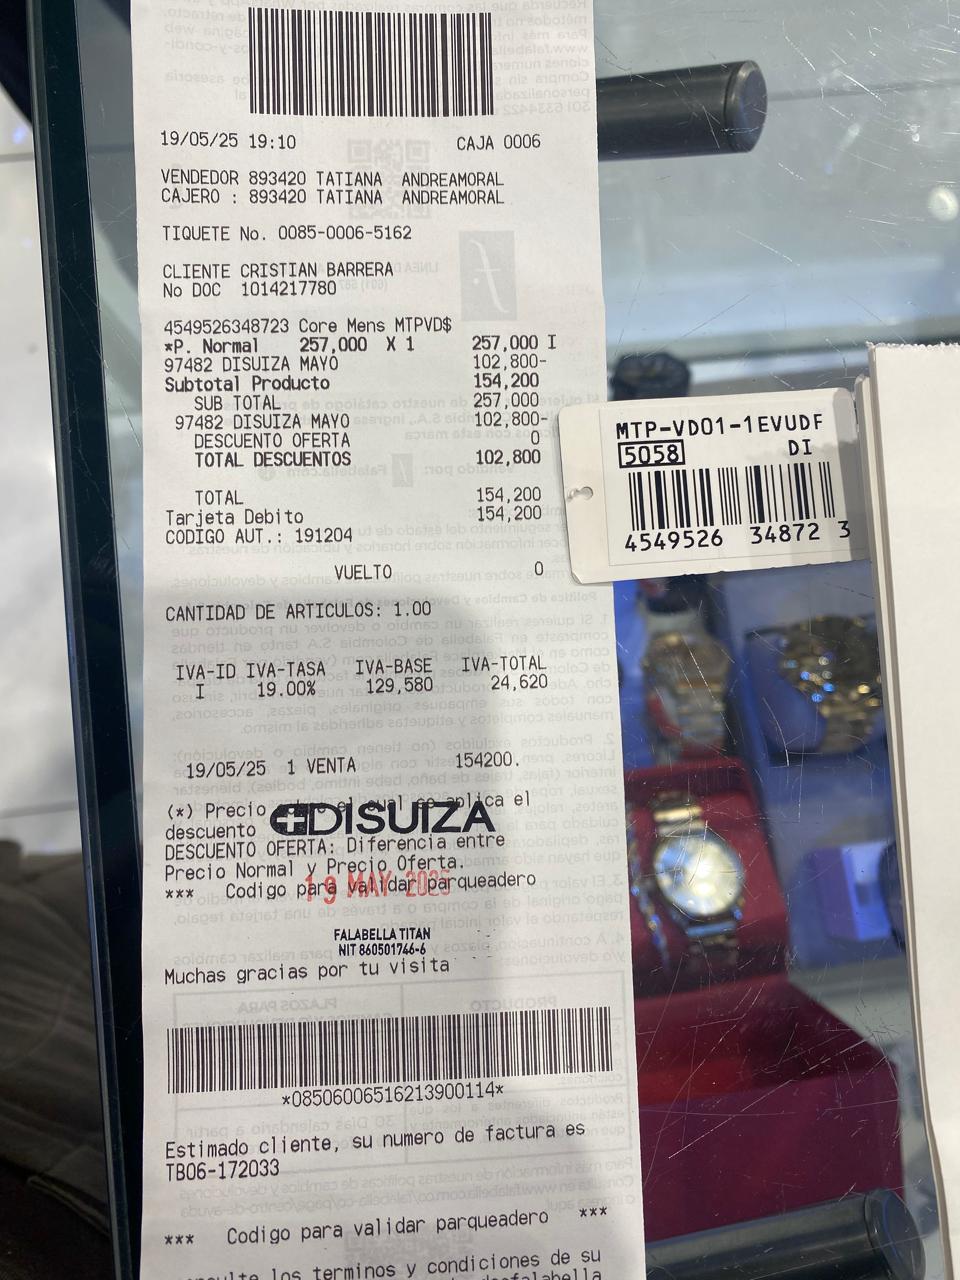 19/05/25 19:10 CAJA 0006
VENDEDOR 893420 TATIANA ANDREAMORAL
CAJERO : 893420 TATIANA ANDREAMORAL
TIQUETE No. 0085-0006-5162
CLIENTE CRISTIAN BARRERA
No DOC 1014217780
4549526348723 Core Mens MTPVD$
*P. Normal 257,000 X 1 257,000 I
97482 DISUIZA MAYO 102,800-
Subtotal Producto 154,200
SUB TOTAL 257,000
97482 DISUIZA MAYO 102,800-
DESCUENTO OFERTA 0
TOTAL DESCUENTOS 102,800
TOTAL 154,200
Tarjeta Debito 154,200
CODIGO AUT.: 191204
VUELTO 0
CANTIDAD DE ARTICULOS: 1.00
IVA-ID IVA-TASA IVA-BASE IVA-TOTAL
I 19.00% 129,580 24,620
19/05/25 1 VENTA 154200.
(*) Precio el cual se aplica el
descuento
DISUIZA
DESCUENTO OFERTA: Diferencia entre
Precio Normal y Precio Oferta.
*** Codigo para validar parqueadero
19 MAY 2025
FALABELLA TITAN
NIT 860501746-6
Muchas gracias por tu visita
*08506006516213900114*
Estimado cliente, su numero de factura es
TB06-172033
*** Codigo para validar parqueadero ***
los terminos y condiciones de su
MTP-VD01-1EVUDF
5058 DI
4549526 34872 3